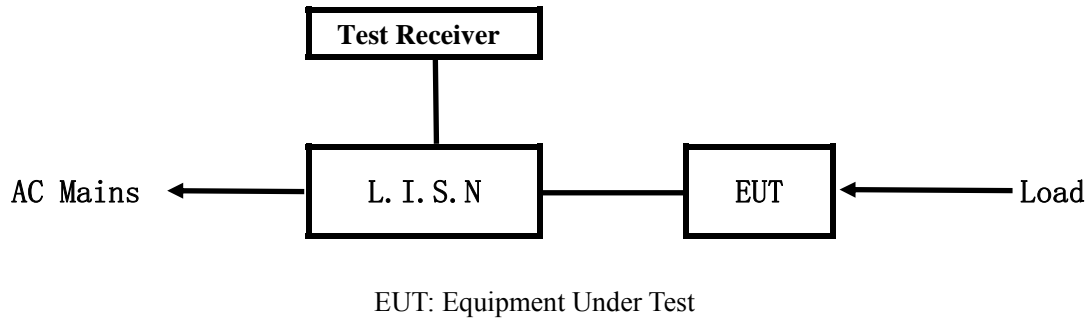 Test Receiver
AC Mains L.I.S.N EUT Load
EUT: Equipment Under Test